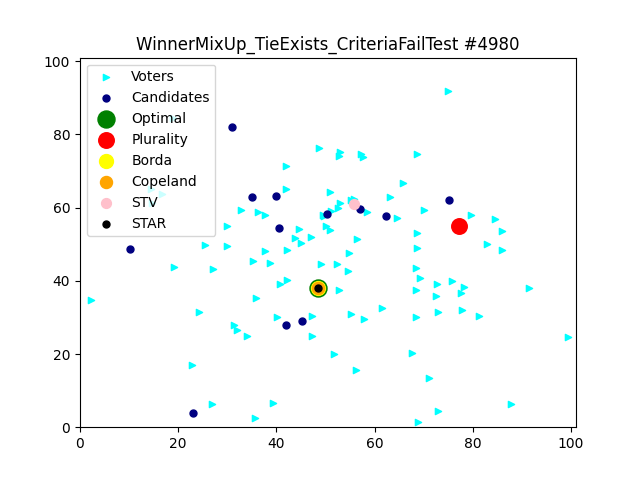 WinnerMixUp_TieExists_CriteriaFailTest #4980
100
80
60
40
20
0
Voters
Candidates
Optimal
Plurality
Borda
Copeland
STV
STAR
0 20 40 60 80 100